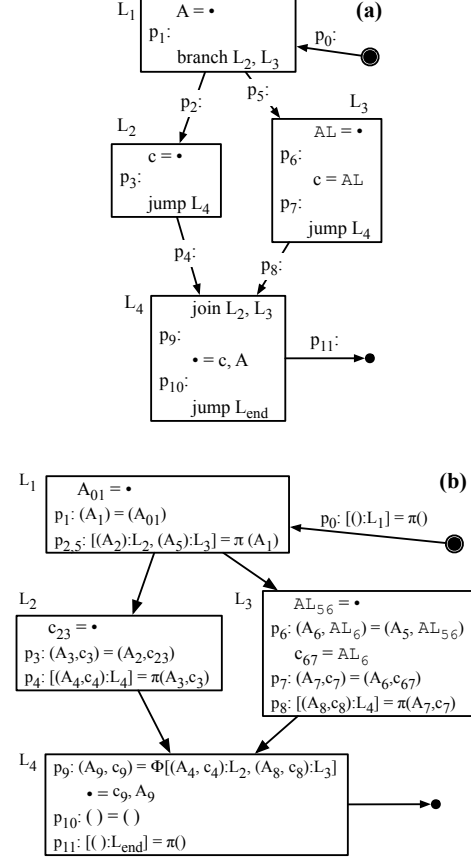 (a)
L₁
A = •
p₁:
branch L₂, L₃
p₀:
p₂:
p₅:
L₂
c = •
p₃:
jump L₄
L₃
AL = •
p₆:
c = AL
p₇:
jump L₄
p₄:
p₈:
L₄
join L₂, L₃
p₉:
• = c, A
p₁₀:
jump Lₑₙd
p₁₁:
(b)
L₁
A₀₁ = •
p₁: (A₁) = (A₀₁)
p₂,₅: [(A₂):L₂, (A₅):L₃] = π (A₁)
p₀: [():L₁] = π()
L₂
c₂₃ = •
p₃: (A₃,c₃) = (A₂,c₂₃)
p₄: [(A₄,c₄):L₄] = π(A₃,c₃)
L₃
AL₅₆ = •
p₆: (A₆, AL₆) = (A₅, AL₅₆)
c₆₇ = AL₆
p₇: (A₇,c₇) = (A₆,c₆₇)
p₈: [(A₈,c₈):L₄] = π(A₇,c₇)
L₄
p₉: (A₉, c₉) = Φ[(A₄, c₄):L₂, (A₈, c₈):L₃]
• = c₉, A₉
p₁₀: ( ) = ( )
p₁₁: [( ):Lₑₙd] = π()